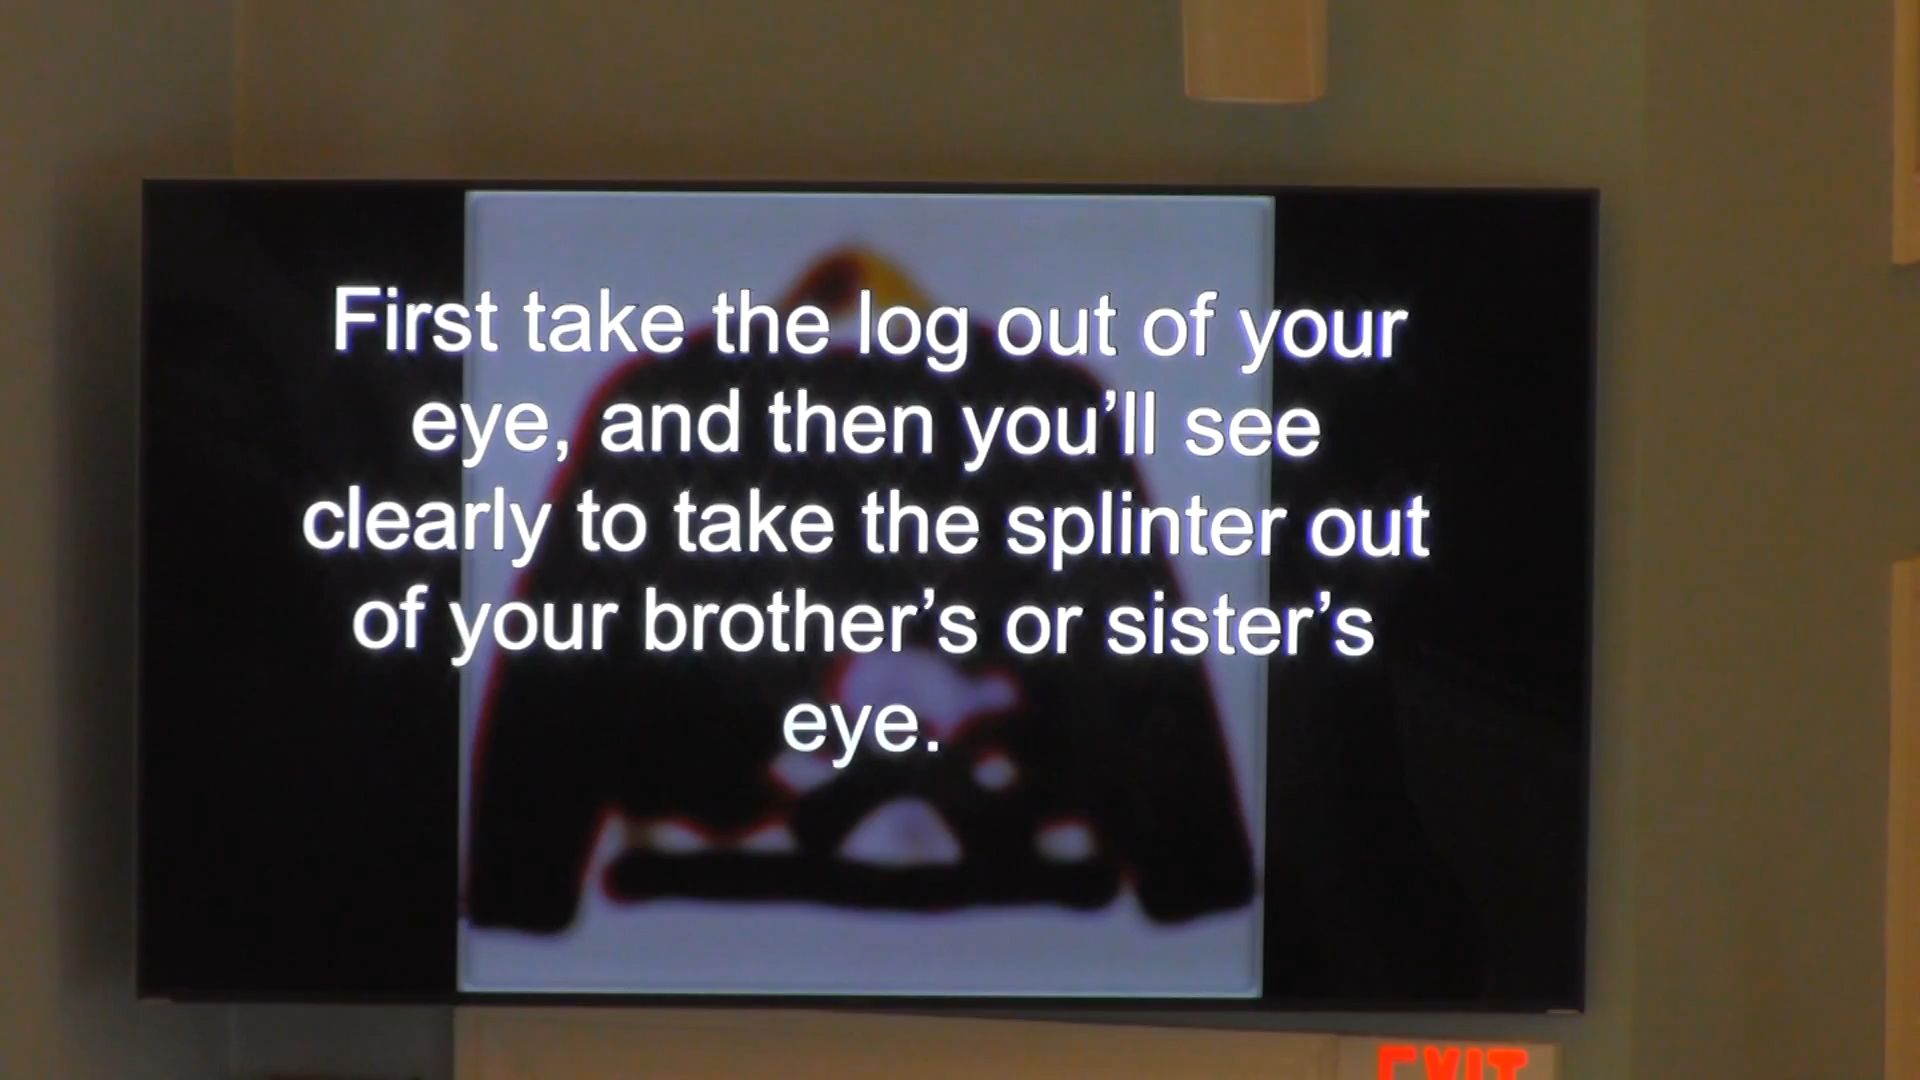 First take the log out of your
eye, and then you’ll see
clearly to take the splinter out
of your brother’s or sister’s
eye.
EXIT